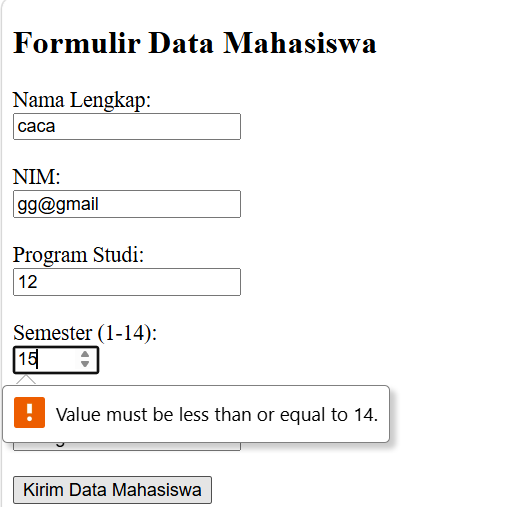 Formulir Data Mahasiswa
Nama Lengkap:
caca
NIM:
gg@gmail
Program Studi:
12
Semester (1-14):
15
Value must be less than or equal to 14.
Kirim Data Mahasiswa